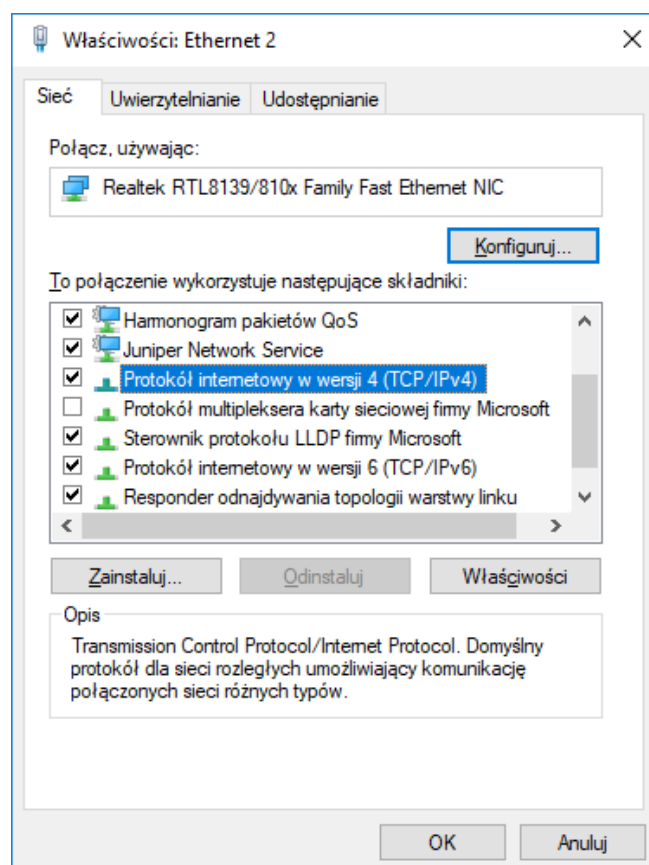 Właściwości: Ethernet 2
Sieć Uwierzytelnianie Udostępnianie
Połącz, używając:
Realtek RTL8139/810x Family Fast Ethernet NIC
Konfiguruj...
To połączenie wykorzystuje następujące składniki:
Harmonogram pakietów QoS
Juniper Network Service
Protokół internetowy w wersji 4 (TCP/IPv4)
Protokół multipleksera karty sieciowej firmy Microsoft
Sterownik protokołu LLDP firmy Microsoft
Protokół internetowy w wersji 6 (TCP/IPv6)
Responder odnajdywania topologii warstwy linku
Zainstaluj... Odinstaluj Właściwości
Opis
Transmission Control Protocol/Internet Protocol. Domyślny
protokół dla sieci rozległych umożliwiający komunikację
połączonych sieci różnych typów.
OK Anuluj